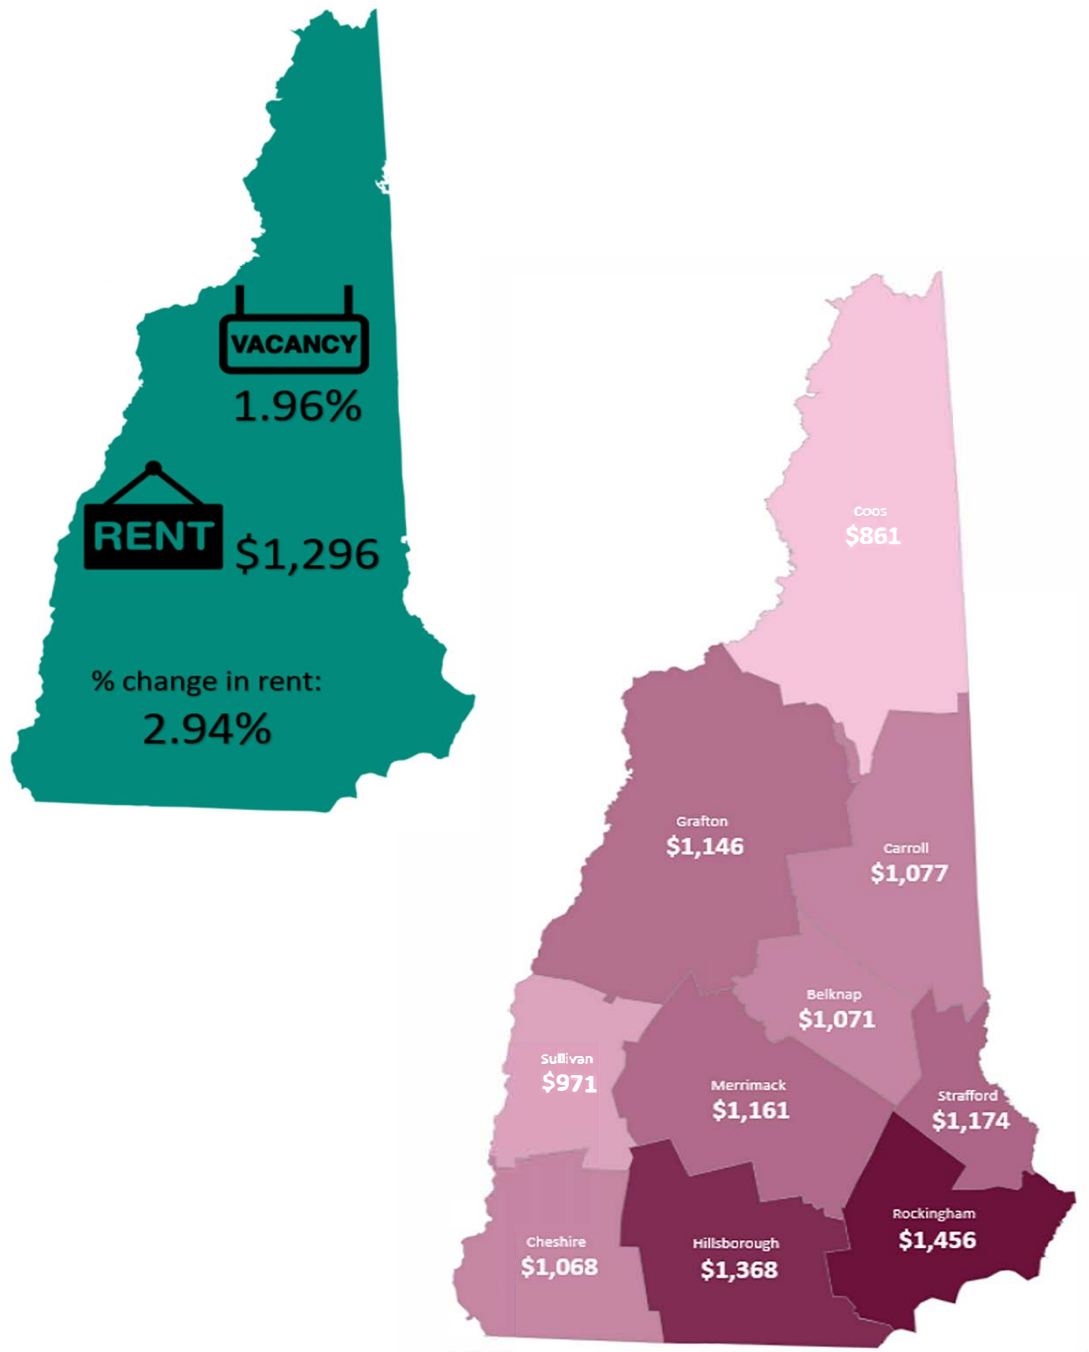 VACANCY
1.96%
RENT
$1,296
% change in rent:
2.94%
Coos
$861
Grafton
$1,146
Carroll
$1,077
Belknap
$1,071
Sullivan
$971
Merrimack
$1,161
Strafford
$1,174
Rockingham
$1,456
Cheshire
$1,068
Hillsborough
$1,368